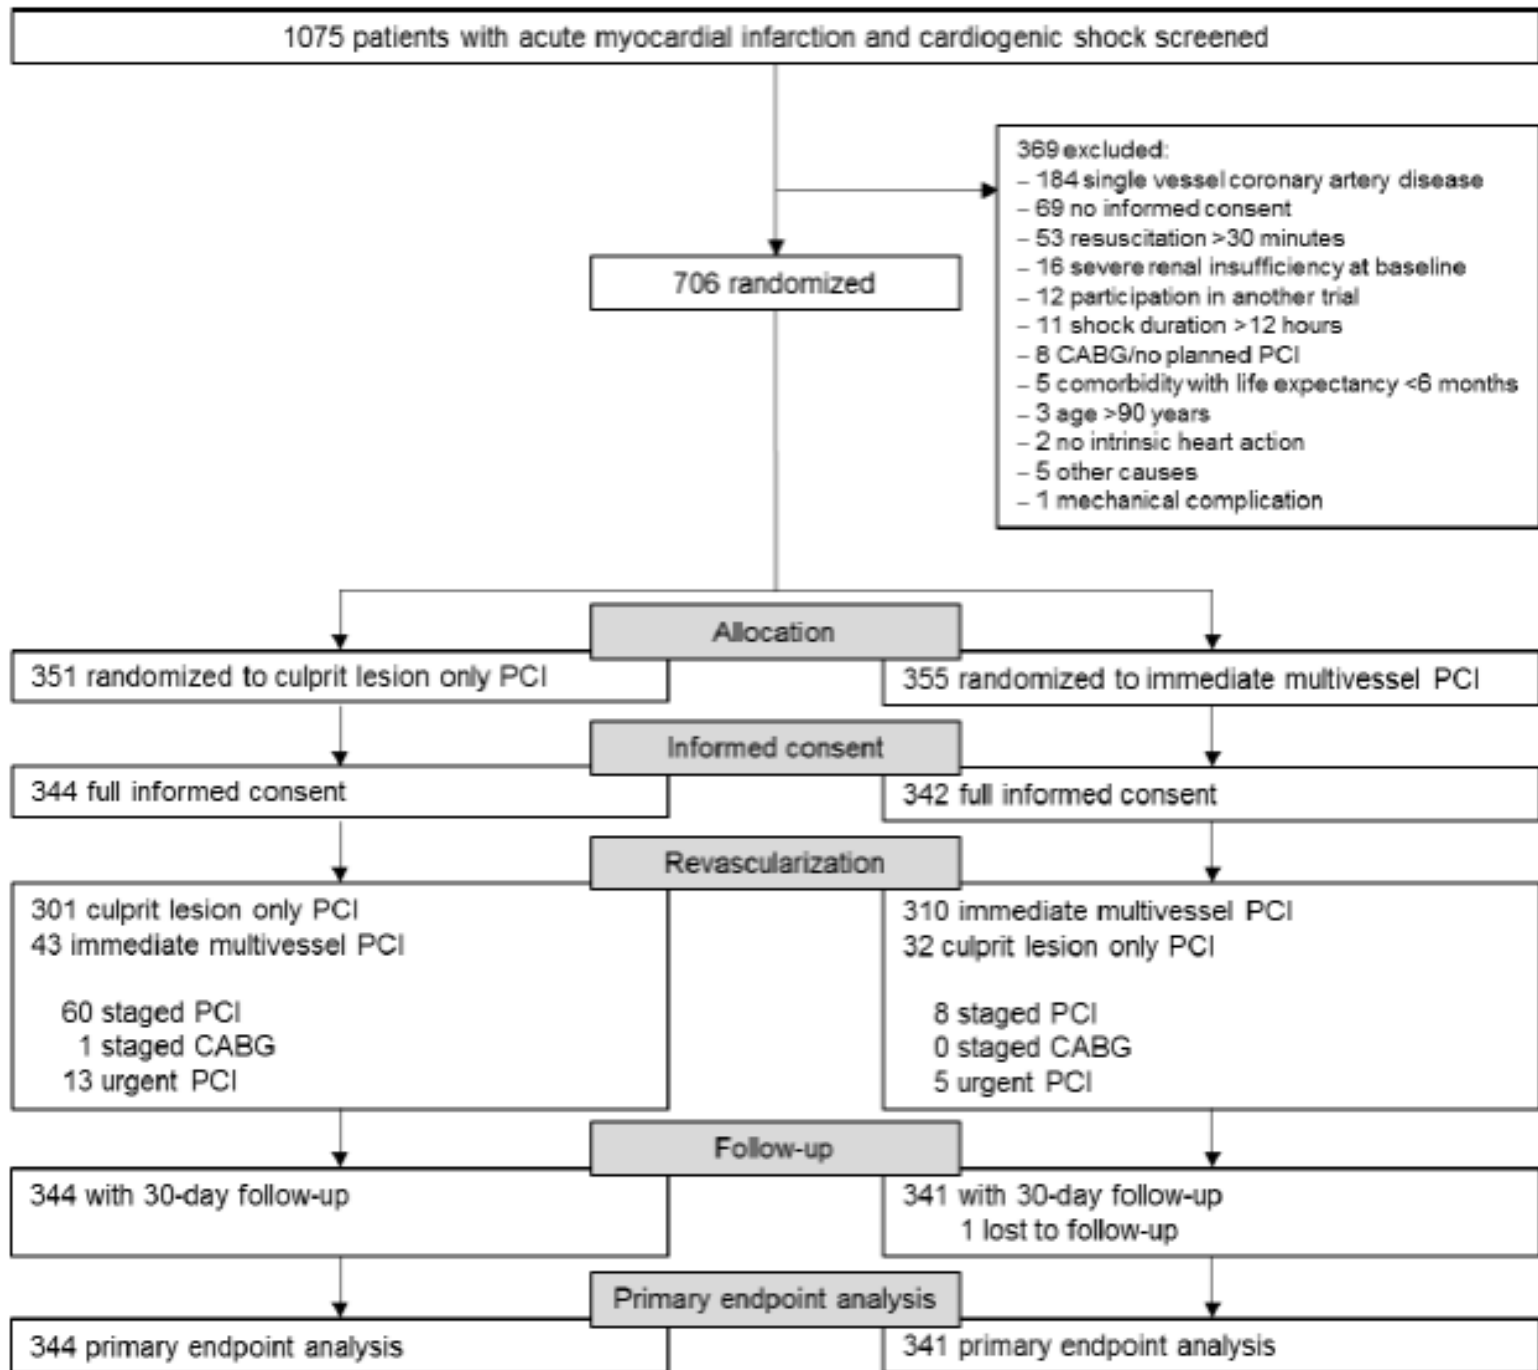 1075 patients with acute myocardial infarction and cardiogenic shock screened
369 excluded:
– 184 single vessel coronary artery disease
– 69 no informed consent
– 53 resuscitation >30 minutes
– 16 severe renal insufficiency at baseline
– 12 participation in another trial
– 11 shock duration >12 hours
– 8 CABG/no planned PCI
– 5 comorbidity with life expectancy <6 months
– 3 age >90 years
– 2 no intrinsic heart action
– 5 other causes
– 1 mechanical complication
706 randomized
Allocation
351 randomized to culprit lesion only PCI
355 randomized to immediate multivessel PCI
Informed consent
344 full informed consent
342 full informed consent
Revascularization
301 culprit lesion only PCI
43 immediate multivessel PCI
60 staged PCI
1 staged CABG
13 urgent PCI
310 immediate multivessel PCI
32 culprit lesion only PCI
8 staged PCI
0 staged CABG
5 urgent PCI
Follow-up
344 with 30-day follow-up
341 with 30-day follow-up
1 lost to follow-up
Primary endpoint analysis
344 primary endpoint analysis
341 primary endpoint analysis